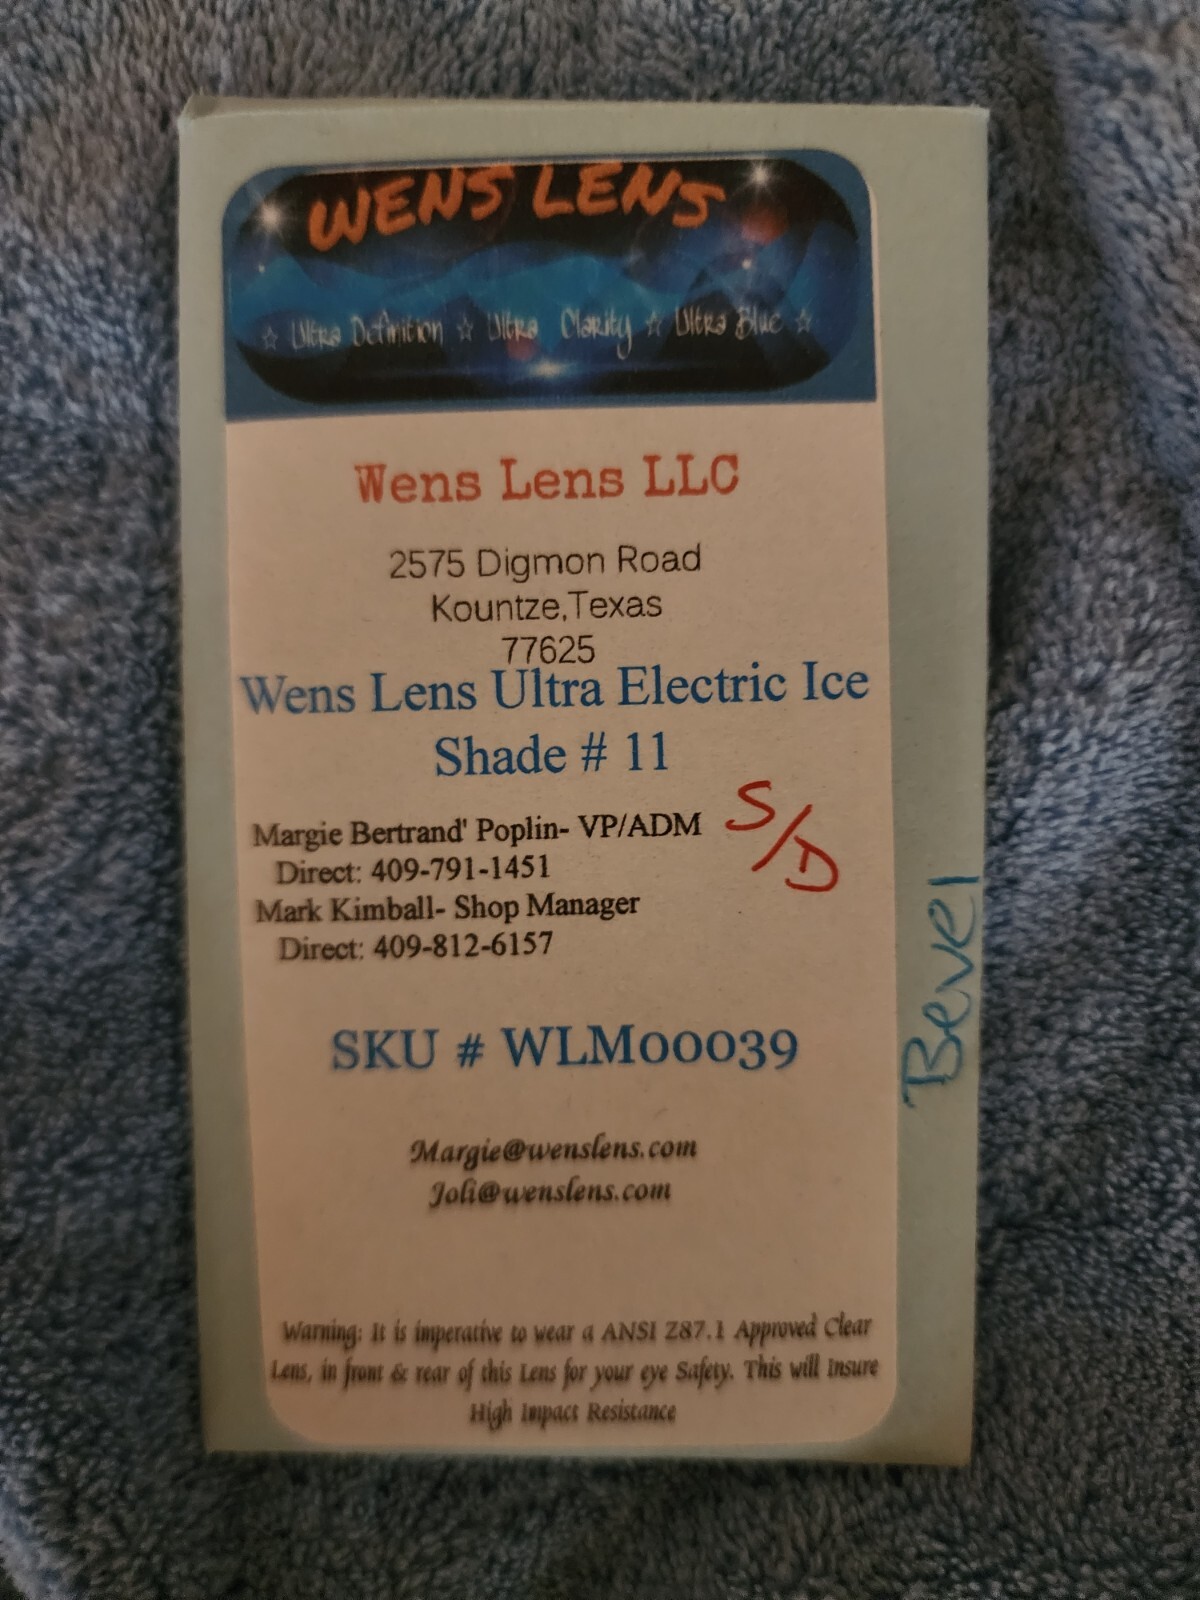 WENS LENS
☆ Ultra Definition ☆ Ultra Clarity ☆ Ultra Blue ☆
Wens Lens LLC
2575 Digmon Road
Kountze,Texas
77625
Wens Lens Ultra Electric Ice
Shade # 11
S/D
Margie Bertrand' Poplin- VP/ADM
Direct: 409-791-1451
Mark Kimball- Shop Manager
Direct: 409-812-6157
Bevel
SKU # WLM00039
Margie@wenslens.com
Joli@wenslens.com
Warning: It is imperative to wear a ANSI Z87.1 Approved Clear
Lens, in front & rear of this Lens for your eye Safety. This will Insure
High Impact Resistance